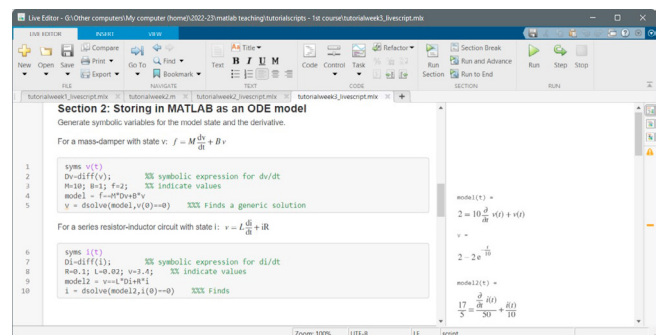 Live Editor - G:\Other computers\My computer (home)\2022-23\matlab teaching\tutorialscripts - 1st course\tutorialweek3_livescript.mlx
LIVE EDITOR INSERT VIEW
New Open Save Compare Print Export Go To Find Bookmark Text Title B I U M Code Control Task Refactor Run Section Section Break Run and Advance Run to End Run Step Stop
FILE NAVIGATE TEXT CODE SECTION RUN
tutorialweek1_livescript.mlx tutorialweek2.m tutorialweek2_livescript.mlx tutorialweek3_livescript.mlx
Section 2: Storing in MATLAB as an ODE model
Generate symbolic variables for the model state and the derivative.
For a mass-damper with state v: f = M dv/dt + B v
1 syms v(t)
2 Dv=diff(v); %% symbolic expression for dv/dt
3 M=10; B=1; f=2; %% indicate values
4 model = f==M*Dv+B*v
5 v = dsolve(model,v(0)==0) %%% Finds a generic solution
For a series resistor-inductor circuit with state i: v = L di/dt + iR
6 syms i(t)
7 Di=diff(i); %% symbolic expression for di/dt
8 R=0.1; L=0.02; v=3.4; %% indicate values
9 model2 = v==L*Di+R*i
10 i = dsolve(model2,i(0)==0) %%% Finds
model(t) =
2 = 10 ∂/∂t v(t) + v(t)
v =
2 - 2 e^(-t/10)
model2(t) =
17/5 = (∂/∂t i(t))/50 + i(t)/10
Zoom: 100% UTF-8 LF script